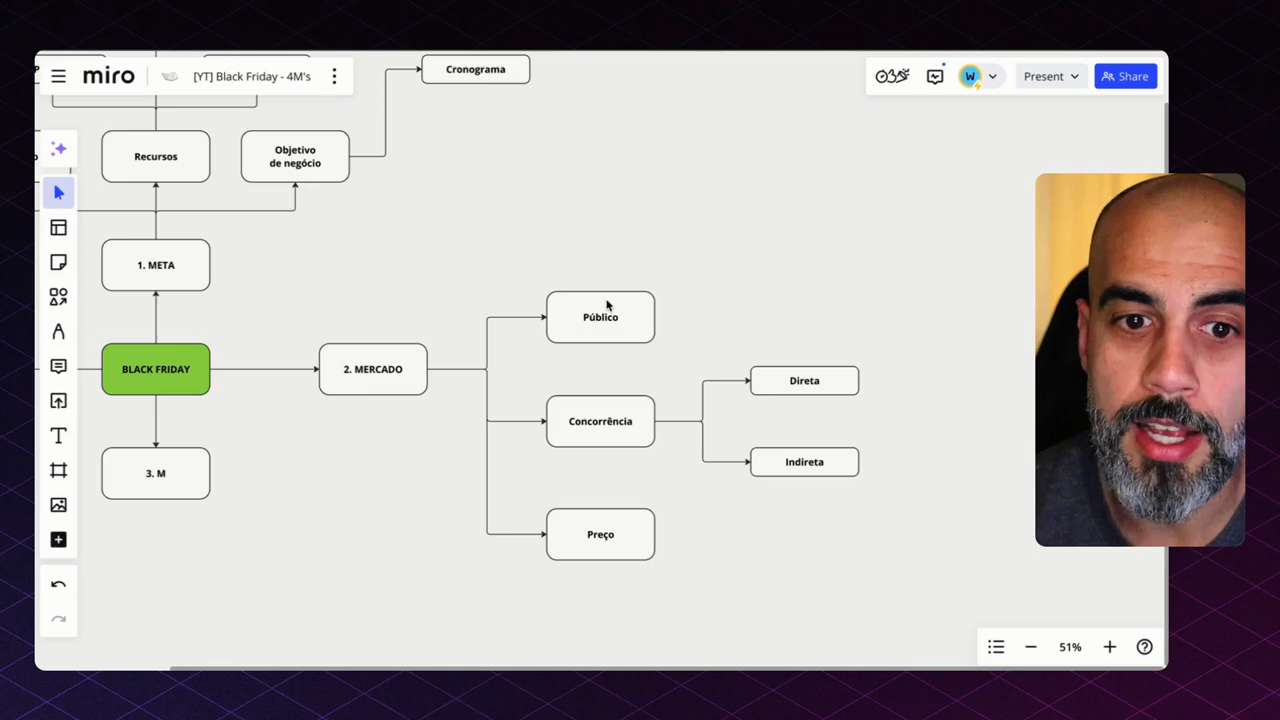 miro
[YT] Black Friday - 4M's
Cronograma
W
Present
Share
Recursos
Objetivo
de negócio
1. META
Público
BLACK FRIDAY
2. MERCADO
Direta
Concorrência
Indireta
3. M
Preço
51%